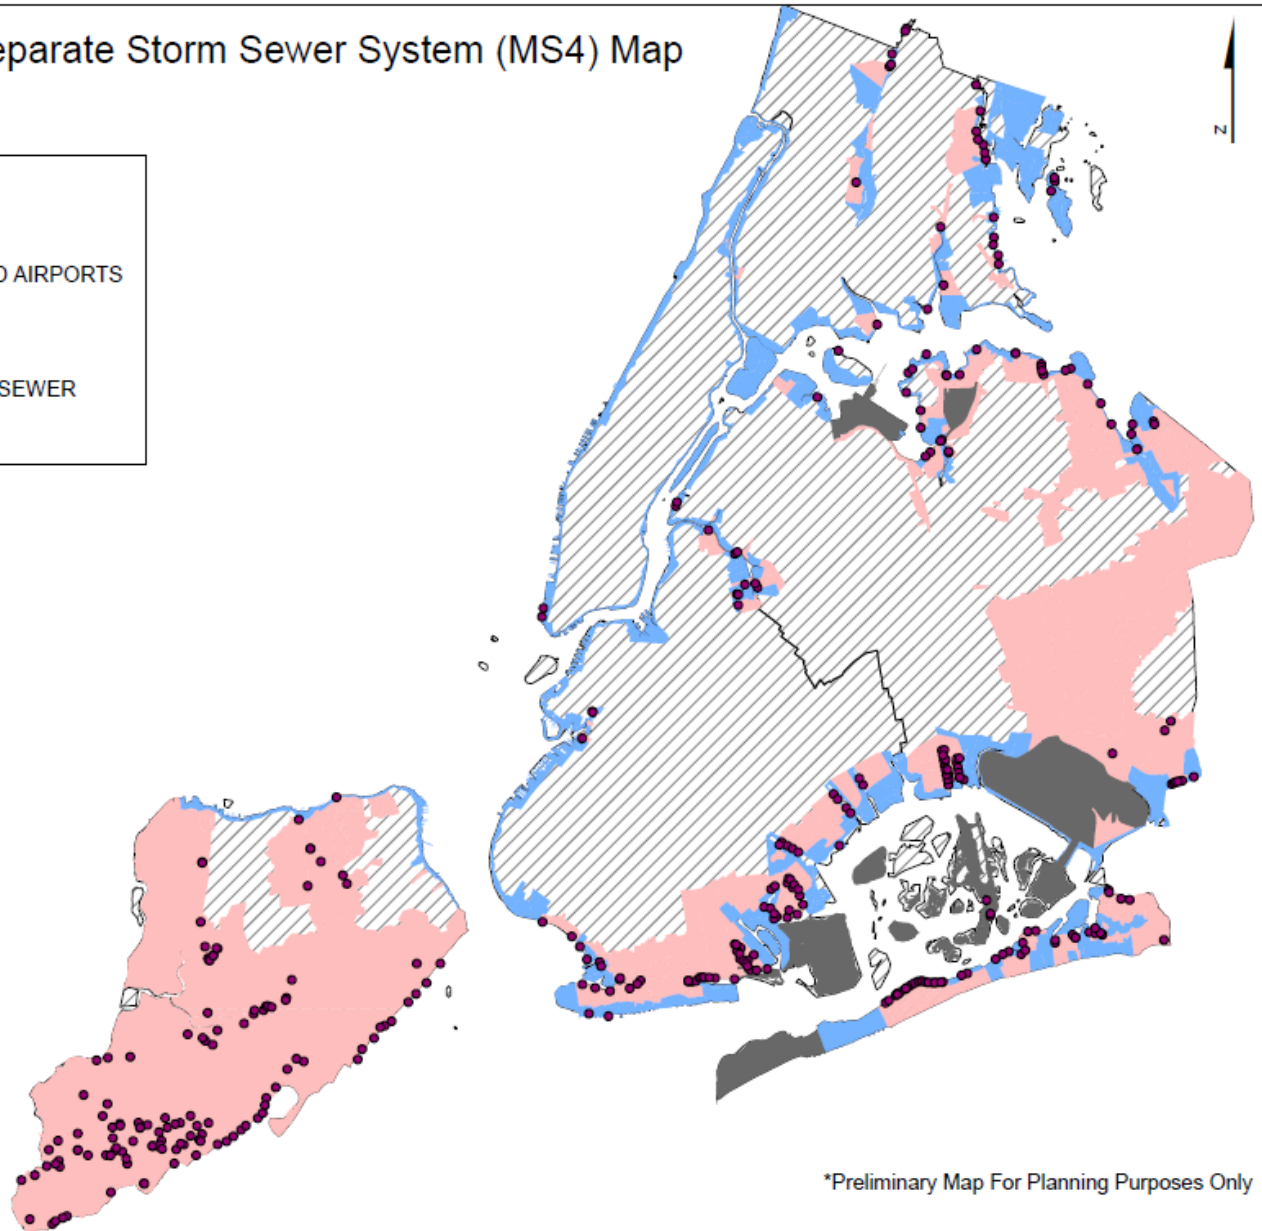 eparate Storm Sewer System (MS4) Map
AIRPORTS
SEWER
Z
*Preliminary Map For Planning Purposes Only